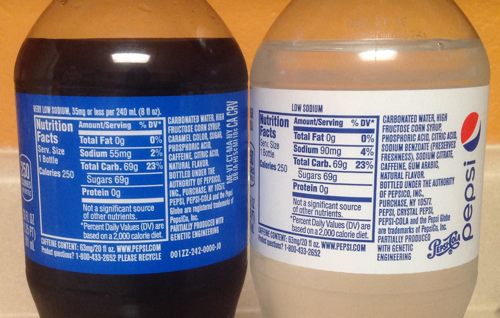 VERY LOW SODIUM, 35mg or less per 240 mL (8 fl oz).
Nutrition
Facts
Serv. Size
1 Bottle
Calories 250
Amount/Serving % DV*
Total Fat 0g 0%
Sodium 55mg 2%
Total Carb. 69g 23%
Sugars 69g
Protein 0g
Not a significant source
of other nutrients.
*Percent Daily Values (DV) are
based on a 2,000 calorie diet.
CARBONATED WATER, HIGH
FRUCTOSE CORN SYRUP,
CARAMEL COLOR, SUGAR,
PHOSPHORIC ACID,
CAFFEINE, CITRIC ACID,
NATURAL FLAVOR.
BOTTLED UNDER THE
AUTHORITY OF PEPSICO,
INC., PURCHASE, NY 10577.
PEPSI, PEPSI-COLA and the Pepsi
Globe are registered trademarks of
PepsiCo, Inc.
PARTIALLY PRODUCED WITH
GENETIC ENGINEERING
CA CRV
CAFFEINE CONTENT: 63mg/20 fl oz. WWW.PEPSI.COM
Product questions? 1-800-433-2652 PLEASE RECYCLE
001ZZ-242-0000-J0
250
LOW SODIUM
Nutrition
Facts
Serv. Size
1 Bottle
Calories 250
Amount/Serving % DV*
Total Fat 0g 0%
Sodium 90mg 4%
Total Carb. 69g 23%
Sugars 69g
Protein 0g
Not a significant source
of other nutrients.
*Percent Daily Values (DV) are
based on a 2,000 calorie diet.
CARBONATED WATER, HIGH
FRUCTOSE CORN SYRUP,
PHOSPHORIC ACID,
SODIUM BENZOATE (PRESERVES
FRESHNESS), SODIUM CITRATE,
CAFFEINE, GUM ARABIC,
NATURAL FLAVOR.
BOTTLED UNDER THE AUTHORITY
OF PEPSICO, INC.,
PURCHASE, NY 10577.
PEPSI, CRYSTAL PEPSI,
PEPSI-COLA and the Pepsi Globe
are trademarks of PepsiCo, Inc.
PARTIALLY PRODUCED
WITH GENETIC
ENGINEERING
CAFFEINE CONTENT: 63mg/20 fl oz. WWW.PEPSI.COM
Product questions? 1-800-433-2652
pepsi
Pepsi-Cola